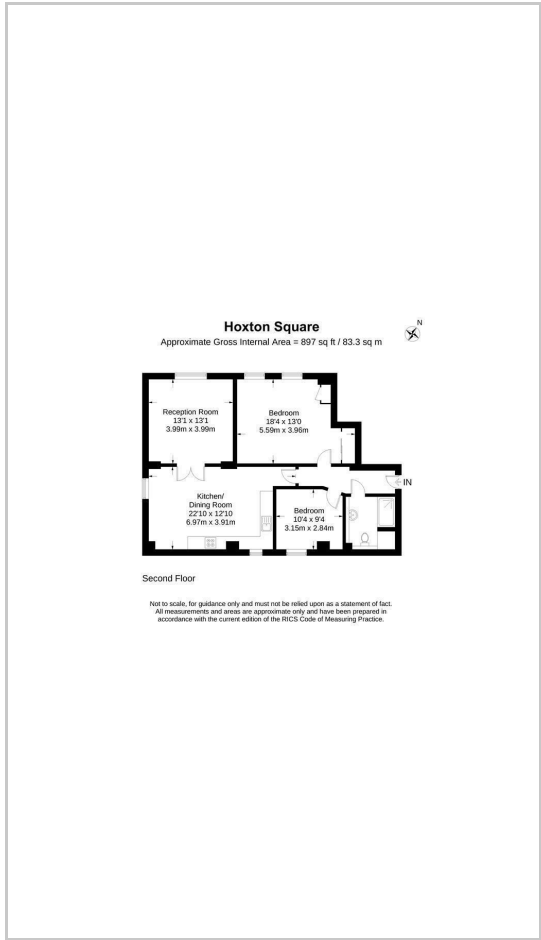 Hoxton Square
Approximate Gross Internal Area = 897 sq ft / 83.3 sq m
N
Reception Room
13'1 x 13'1
3.99m x 3.99m
Bedroom
18'4 x 13'0
5.59m x 3.96m
IN
Kitchen/
Dining Room
22'10 x 12'10
6.97m x 3.91m
Bedroom
10'4 x 9'4
3.15m x 2.84m
Second Floor
Not to scale, for guidance only and must not be relied upon as a statement of fact.
All measurements and areas are approximate only and have been prepared in
accordance with the current edition of the RICS Code of Measuring Practice.